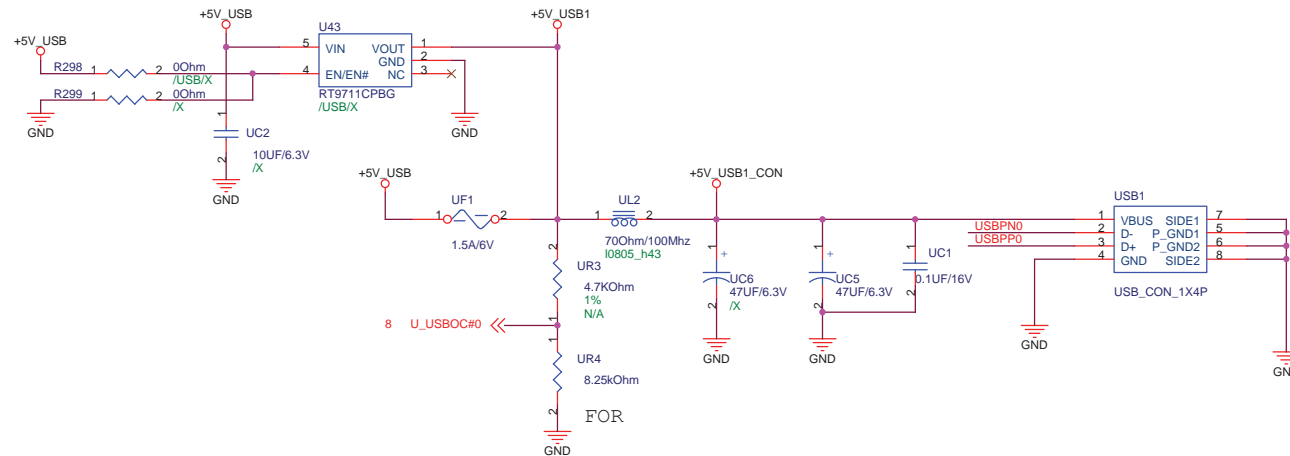 +5V_USB
+5V_USB1
U43
+5V_USB
5 VIN VOUT 1
GND 2
R298 1 2 0Ohm
/USB/X
4 EN/EN# NC 3
R299 1 2 0Ohm
/X
RT9711CPBG
/USB/X
GND
GND
1
UC2
10UF/6.3V
2 /X
GND
+5V_USB
+5V_USB1_CON
UF1
1 2
1.5A/6V
UL2
1 2
70Ohm/100Mhz
l0805_h43
USB1
1 VBUS SIDE1 7
USBPN0 2 D- P_GND1 5
USBPP0 3 D+ P_GND2 6
4 GND SIDE2 8
USB_CON_1X4P
2
UR3
4.7KOhm
1%
N/A
1
1 +
UC6
47UF/6.3V
2 /X
GND
1 +
UC5
47UF/6.3V
2
GND
1
UC1
0.1UF/16V
2
GND
GN
8 U_USBOC#0
1
UR4
8.25kOhm
2
FOR
GND